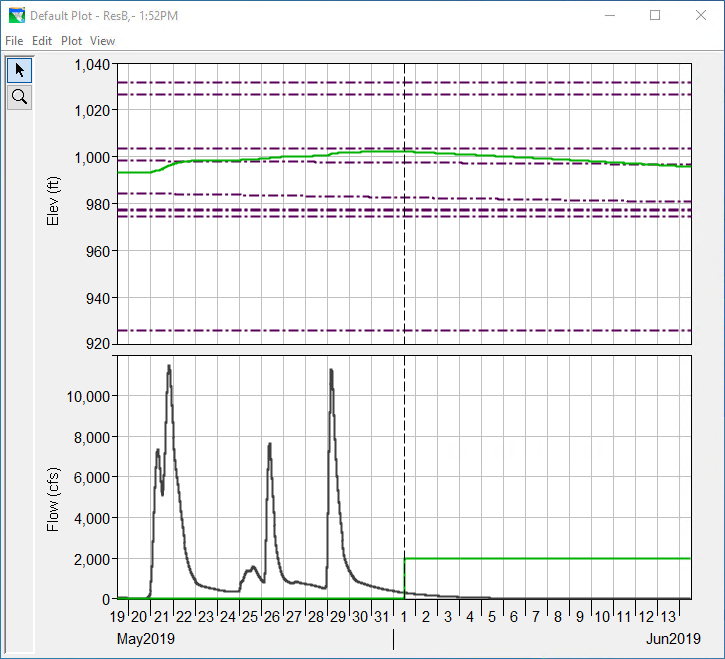 Default Plot - ResB,- 1:52PM
File Edit Plot View
1,040
1,020
1,000
980
960
940
920
Elev (ft)
10,000
8,000
6,000
4,000
2,000
0
Flow (cfs)
19 20 21 22 23 24 25 26 27 28 29 30 31 1 2 3 4 5 6 7 8 9 10 11 12 13
May2019 Jun2019